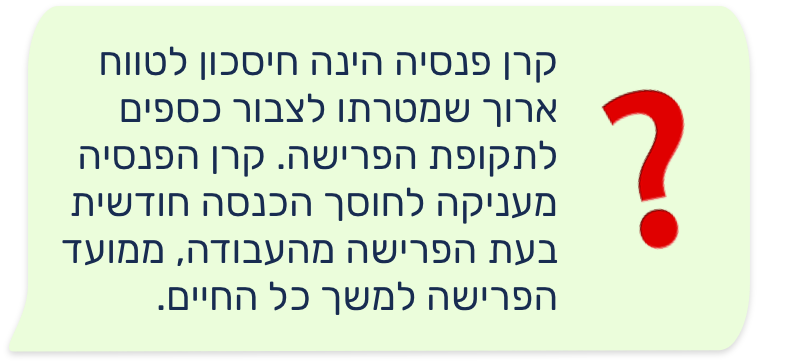 קרן פנסיה הינה חיסכון לטווח
ארוך שמטרתו לצבור כספים
לתקופת הפרישה. קרן הפנסיה
מעניקה לחוסך הכנסה חודשית
בעת הפרישה מהעבודה, ממועד
הפרישה למשך כל החיים.
?